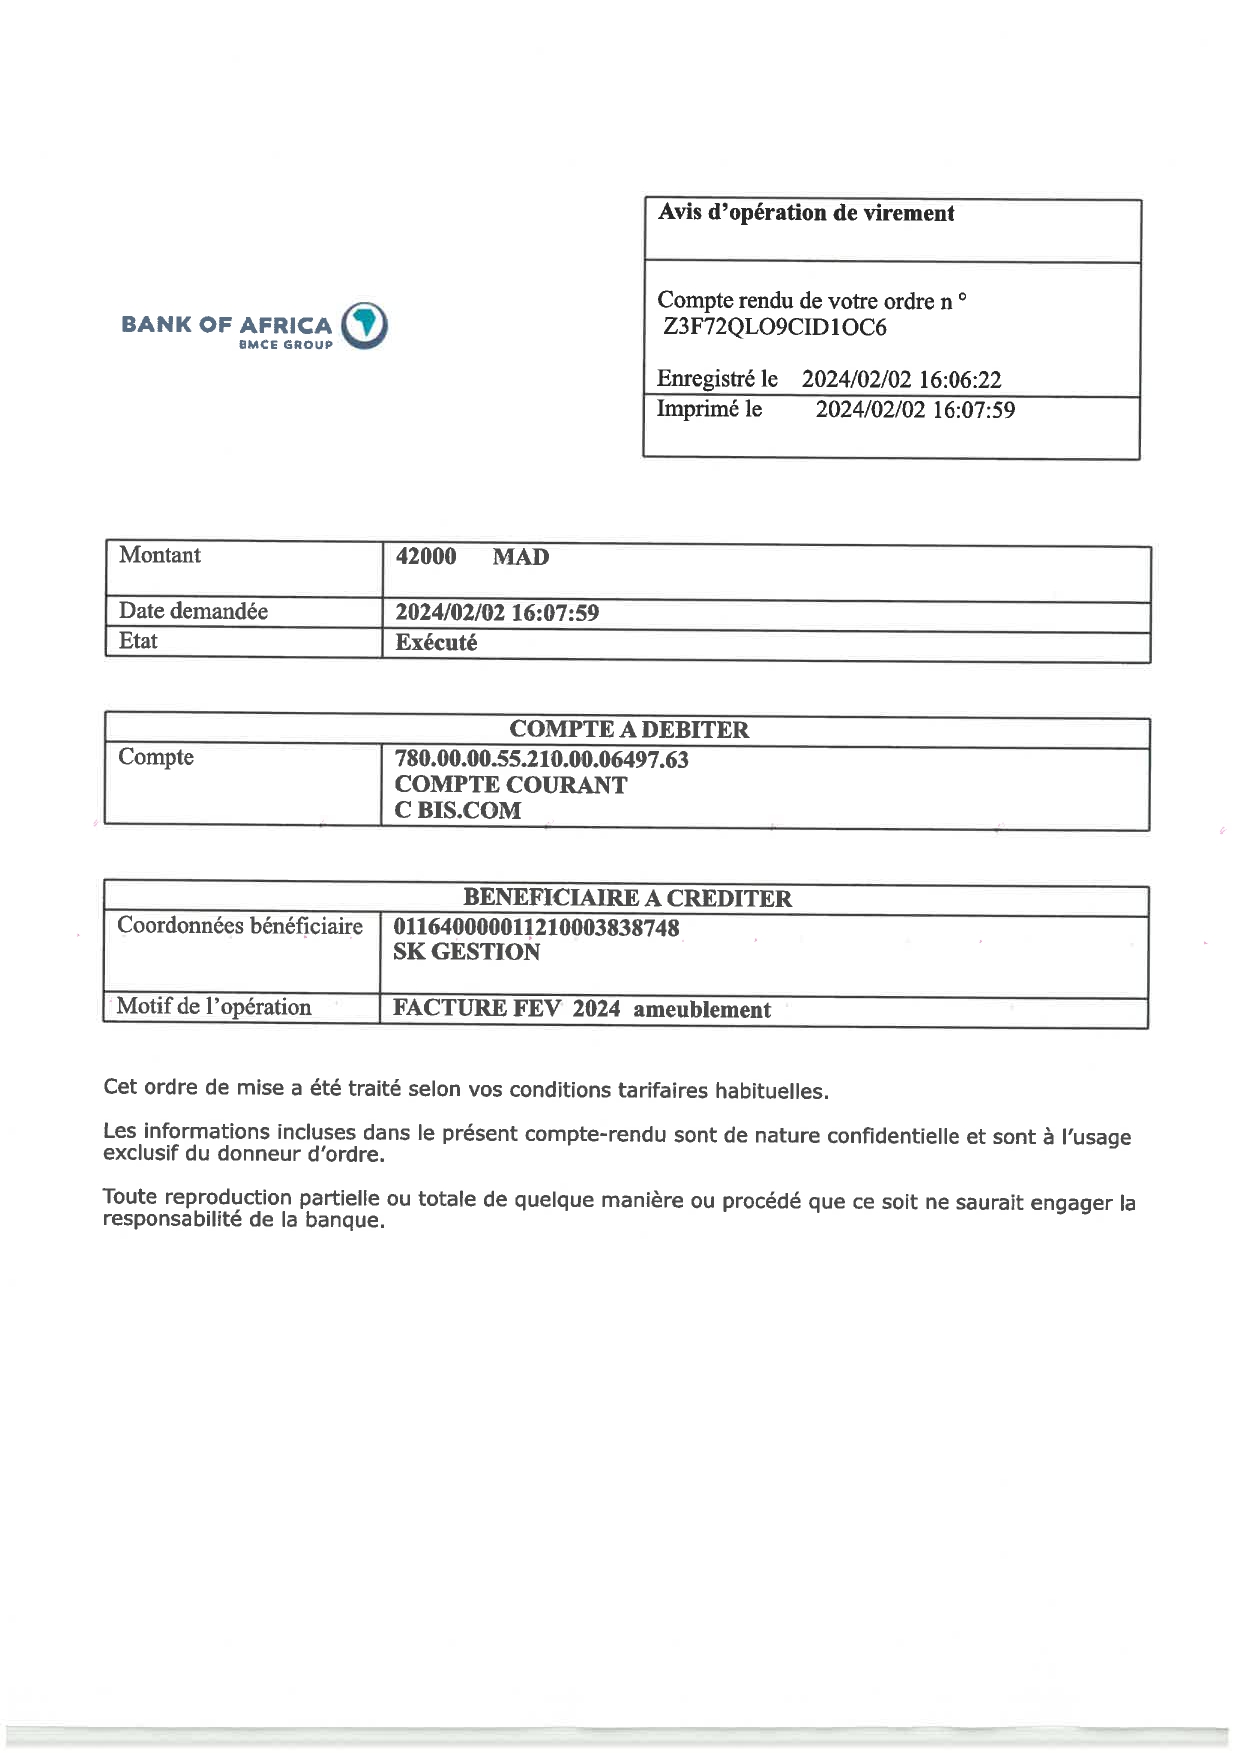 Avis d’opération de virement
BANK OF AFRICA
BMCE GROUP
Compte rendu de votre ordre n °
Z3F72QLO9CID1OC6
Enregistré le 2024/02/02 16:06:22
Imprimé le 2024/02/02 16:07:59
Montant 42000 MAD
Date demandée 2024/02/02 16:07:59
Etat Exécuté
COMPTE A DEBITER
Compte 780.00.00.55.210.00.06497.63
COMPTE COURANT
C BIS.COM
BENEFICIAIRE A CREDITER
Coordonnées bénéficiaire 011640000011210003838748
SK GESTION
Motif de l’opération FACTURE FEV 2024 ameublement
Cet ordre de mise a été traité selon vos conditions tarifaires habituelles.
Les informations incluses dans le présent compte-rendu sont de nature confidentielle et sont à l’usage
exclusif du donneur d’ordre.
Toute reproduction partielle ou totale de quelque manière ou procédé que ce soit ne saurait engager la
responsabilité de la banque.